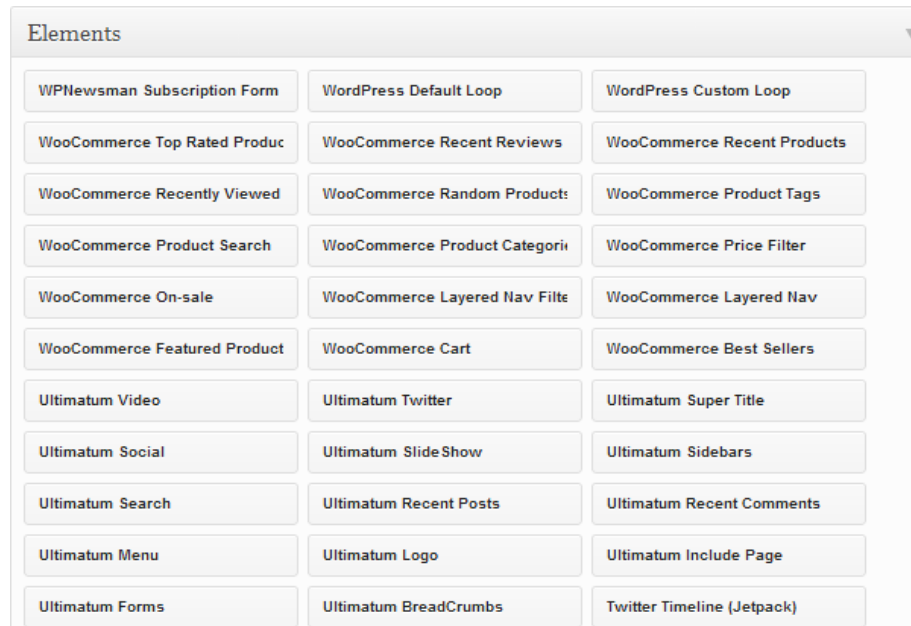 Elements
WPNewsman Subscription Form WordPress Default Loop WordPress Custom Loop
WooCommerce Top Rated Produc WooCommerce Recent Reviews WooCommerce Recent Products
WooCommerce Recently Viewed WooCommerce Random Products WooCommerce Product Tags
WooCommerce Product Search WooCommerce Product Categorie WooCommerce Price Filter
WooCommerce On-sale WooCommerce Layered Nav Filte WooCommerce Layered Nav
WooCommerce Featured Product WooCommerce Cart WooCommerce Best Sellers
Ultimatum Video Ultimatum Twitter Ultimatum Super Title
Ultimatum Social Ultimatum SlideShow Ultimatum Sidebars
Ultimatum Search Ultimatum Recent Posts Ultimatum Recent Comments
Ultimatum Menu Ultimatum Logo Ultimatum Include Page
Ultimatum Forms Ultimatum BreadCrumbs Twitter Timeline (Jetpack)